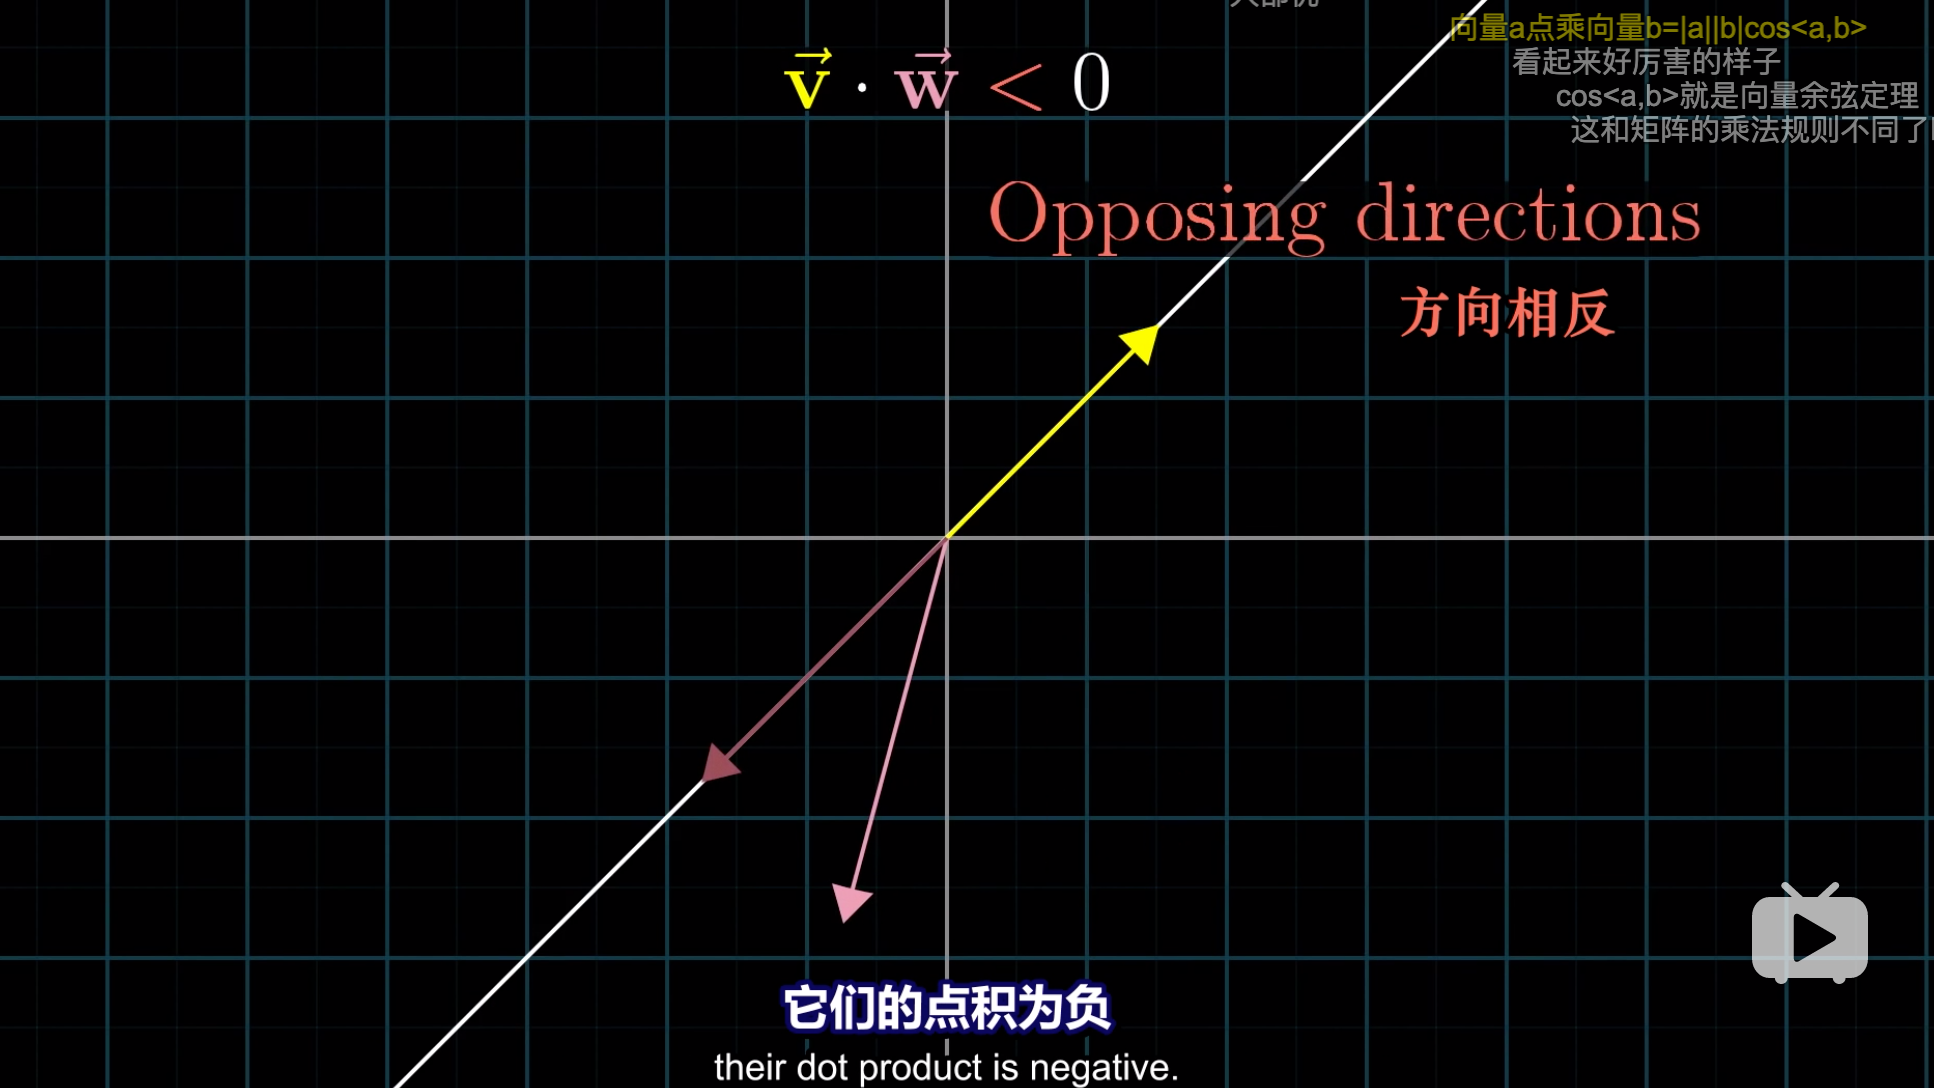 向量a点乘向量b=|a||b|cos<a,b>
看起来好厉害的样子
cos<a,b>就是向量余弦定理
这和矩阵的乘法规则不同了
v · w < 0
Opposing directions
方向相反
它们的点积为负
their dot product is negative.